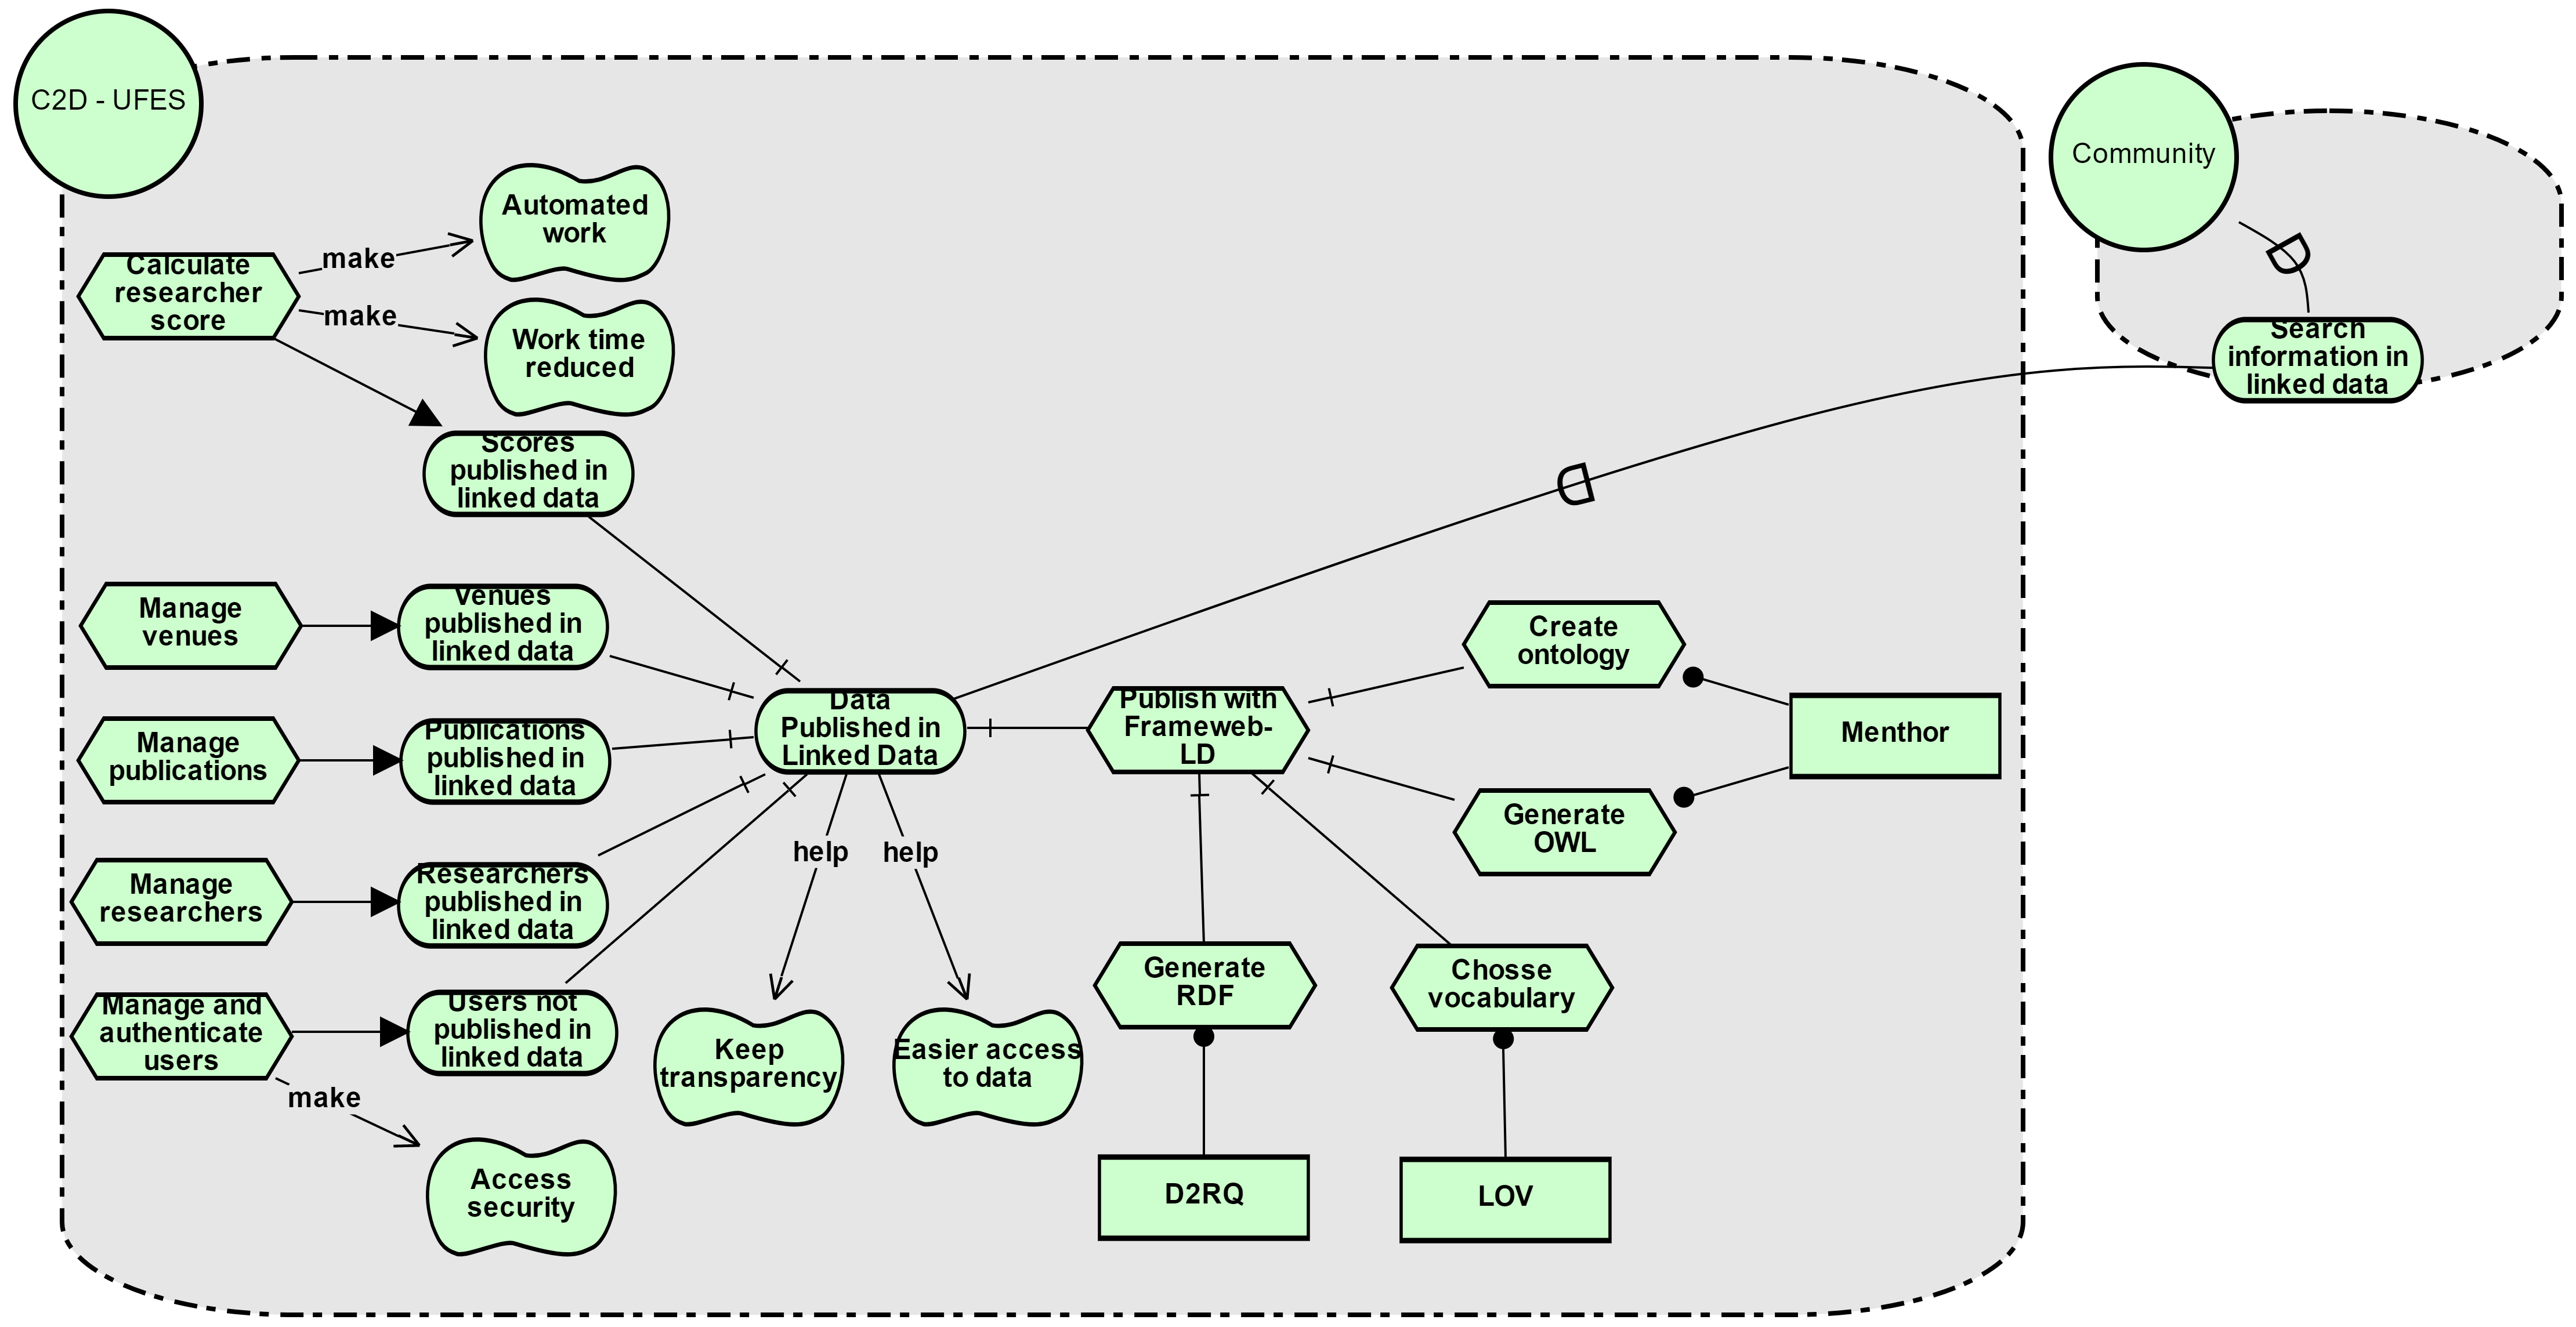 C2D - UFES
Community
Automated
work
make
Calculate
researcher
score
make
Work time
reduced
Search
information in
linked data
Scores
published in
linked data
Manage
venues
Venues
published in
linked data
Create
ontology
Manage
publications
Publications
published in
linked data
Data
Published in
Linked Data
Publish with
Frameweb-
LD
Menthor
Generate
OWL
help
help
Manage
researchers
Researchers
published in
linked data
Generate
RDF
Chosse
vocabulary
Manage and
authenticate
users
Users not
published in
linked data
Keep
transparency
Easier access
to data
make
Access
security
D2RQ
LOV